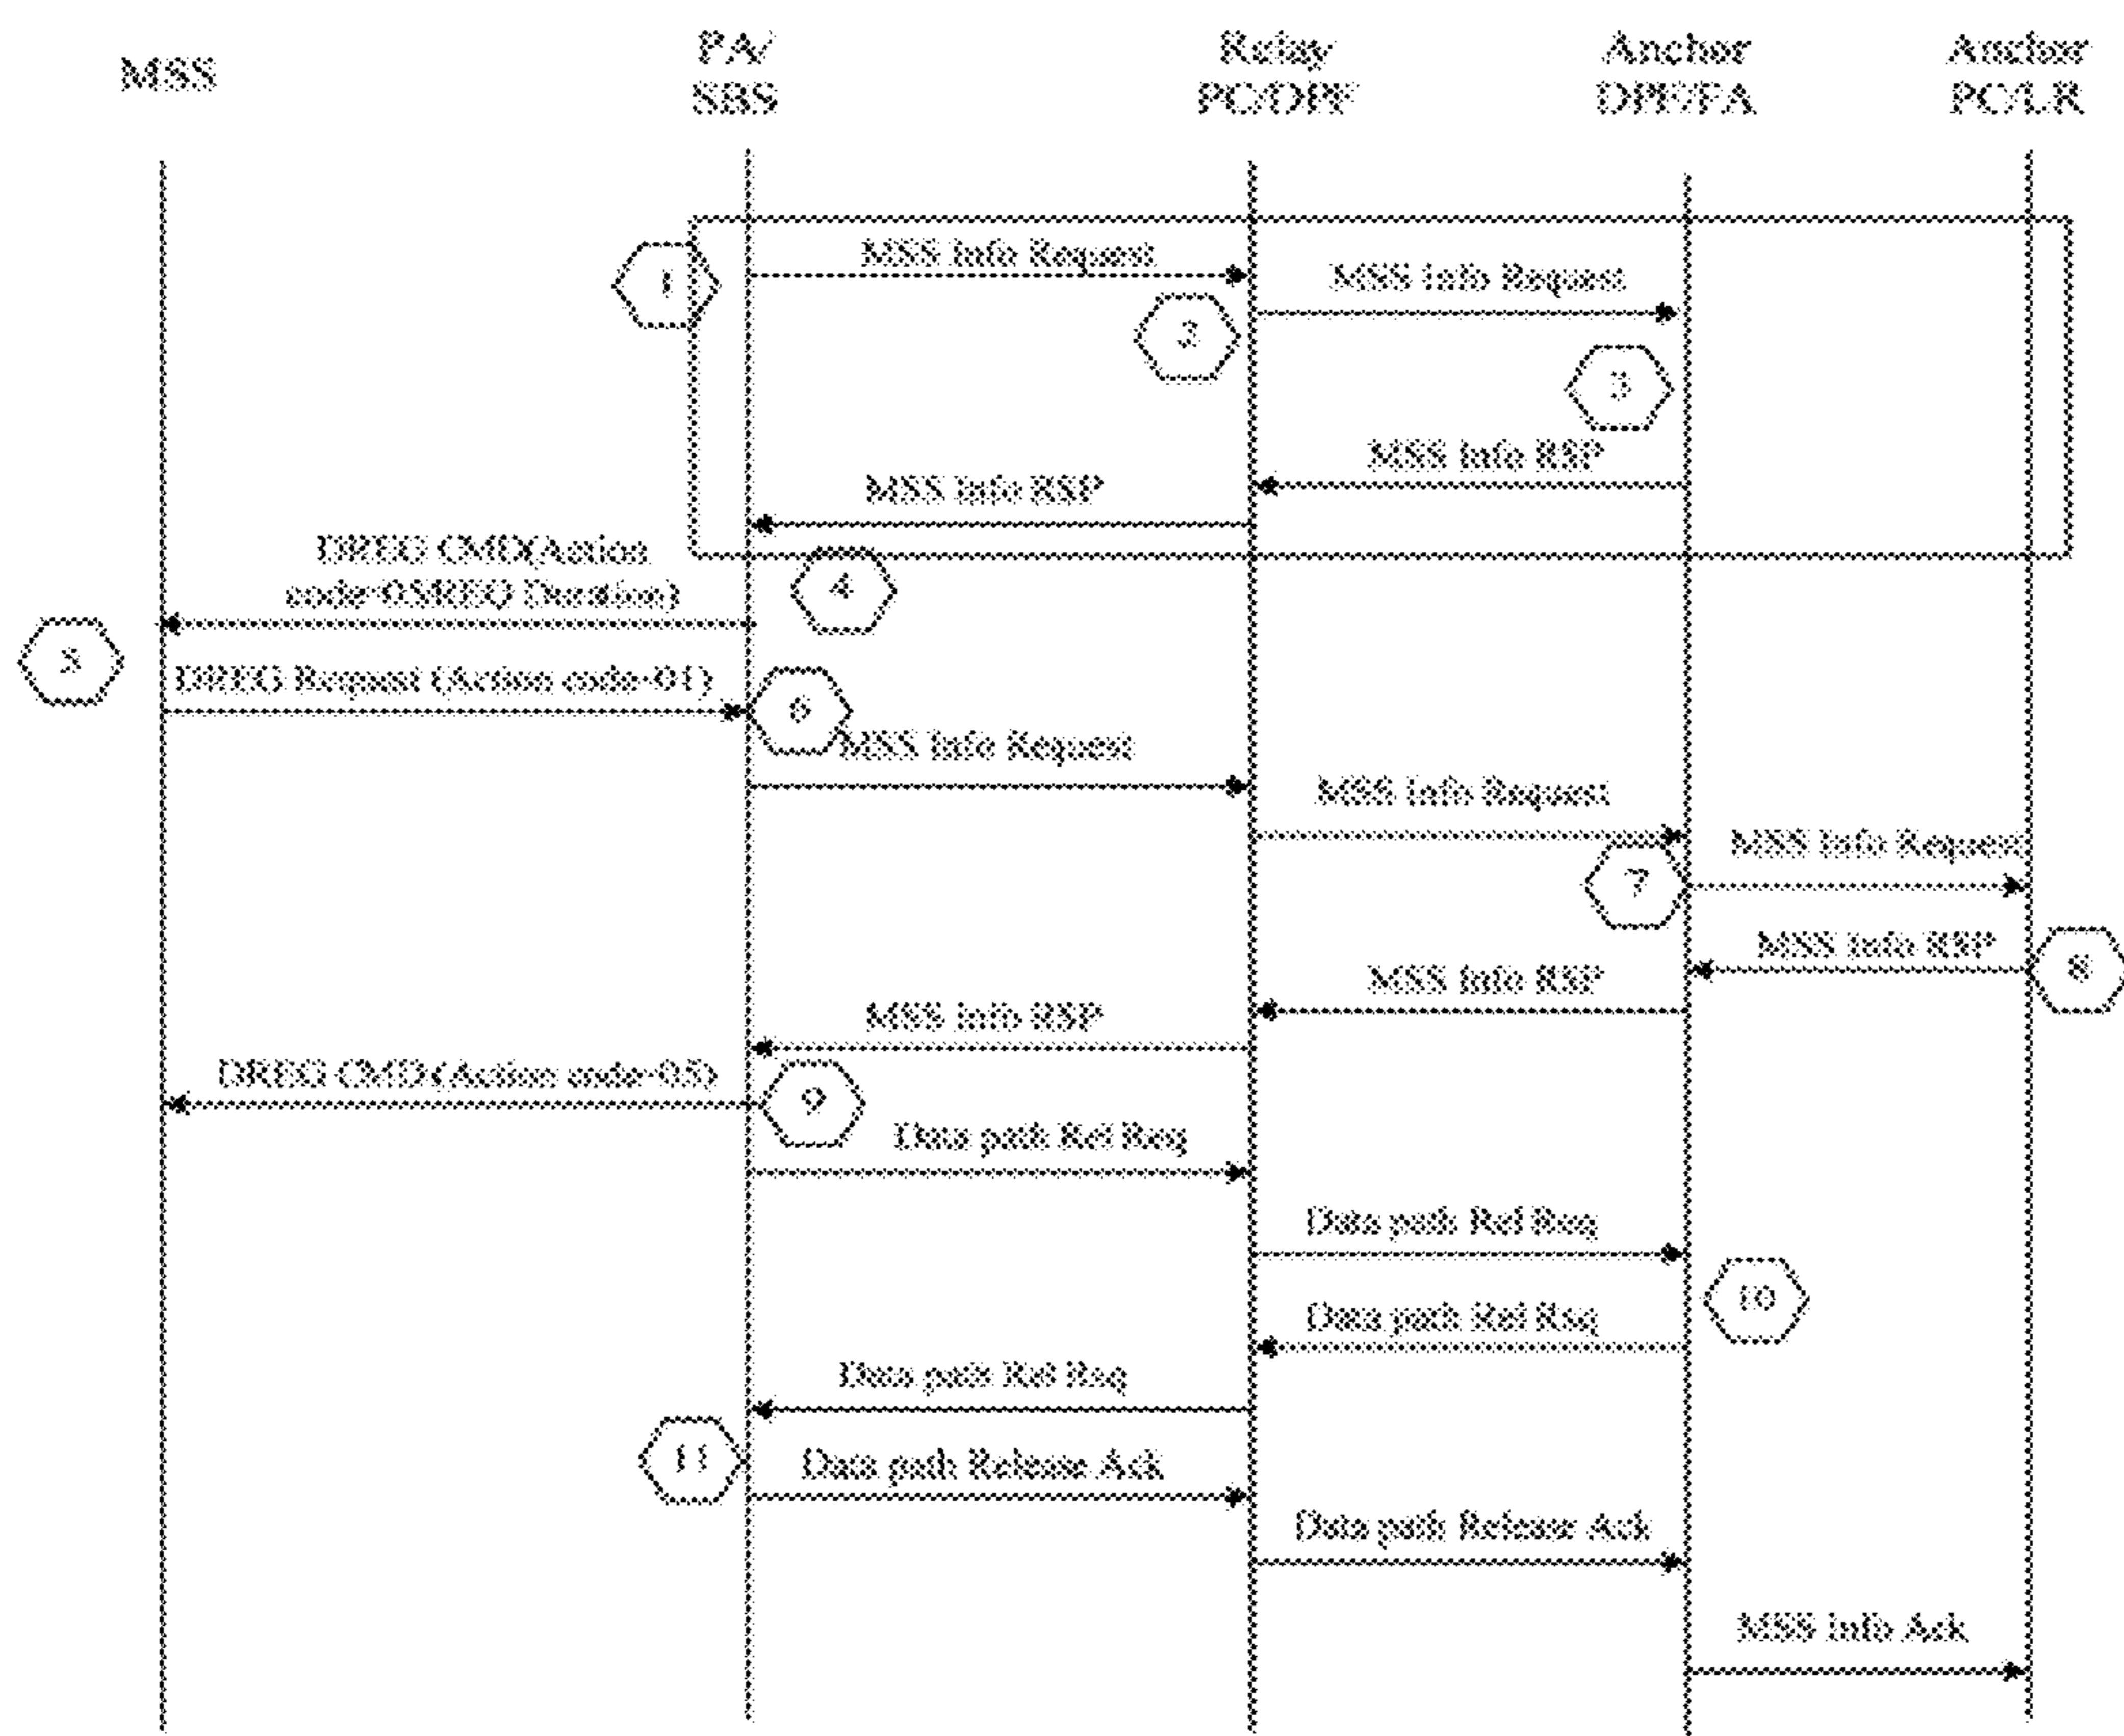 MSS
PA/
SBS
Relay
PC/DPF
Anchor
DPF/FA
Anchor
PC/LR
1
MSS Info Request
MSS Info Request
2
3
MSS Info RSP
MSS Info RSP
DREG CMD(Action
code=05REQ Duration)
4
5
DREG Request (Action code=01)
6
MSS Info Request
MSS Info Request
MSS Info Request
7
MSS Info RSP
8
MSS Info RSP
MSS Info RSP
DREG CMD (Action code=05)
9
Data path Rel Req
Data path Rel Req
10
Data path Rel Rsq
Data path Rel Rsq
11
Data path Release Ack
Data path Release Ack
MSS Info Ack